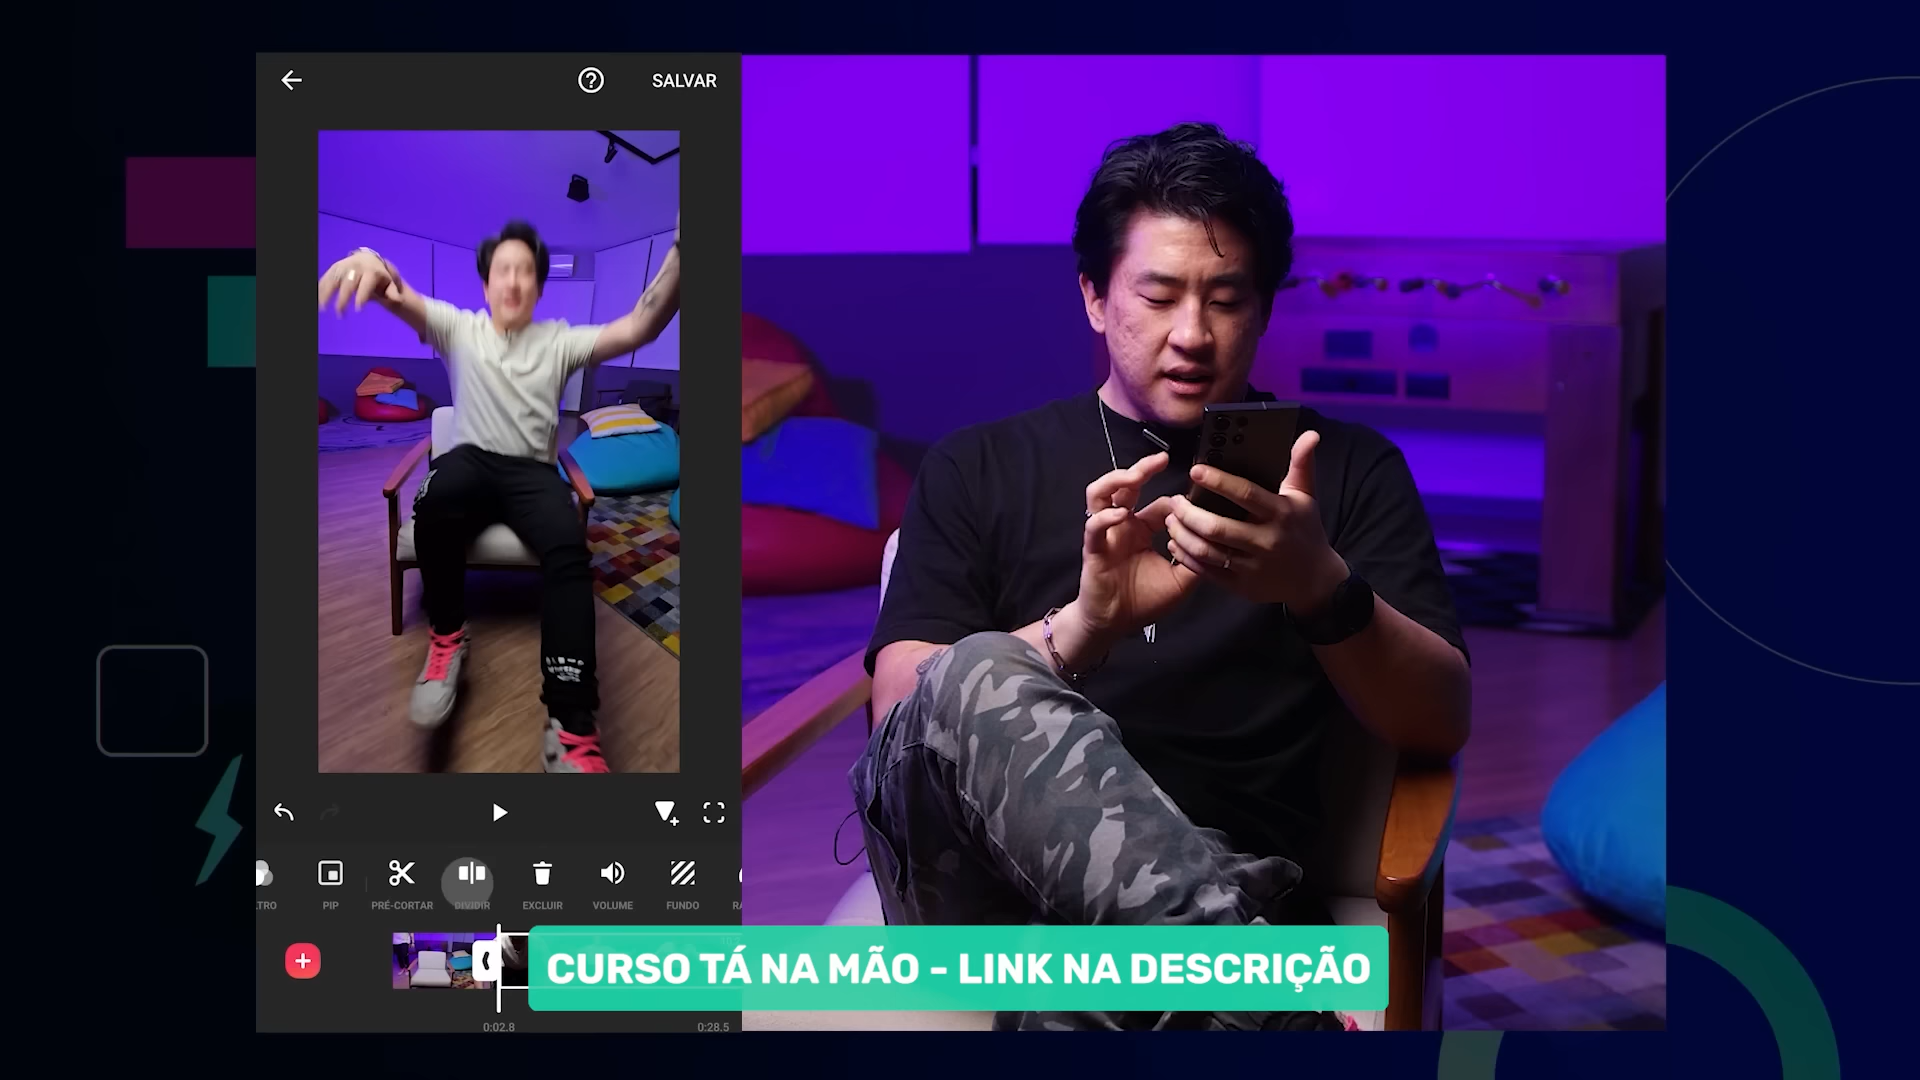 SALVAR
PIP
PRÉ-CORTAR
DIVIDIR
EXCLUIR
VOLUME
FUNDO
CURSO TÁ NA MÃO - LINK NA DESCRIÇÃO
0:02.8
0:28.5